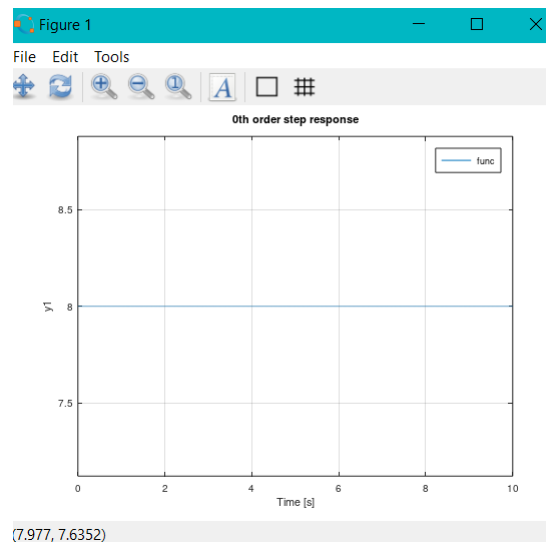 Figure 1
File Edit Tools
A
0th order step response
func
8.5
8
7.5
y1
0 2 4 6 8 10
Time [s]
(7.977, 7.6352)